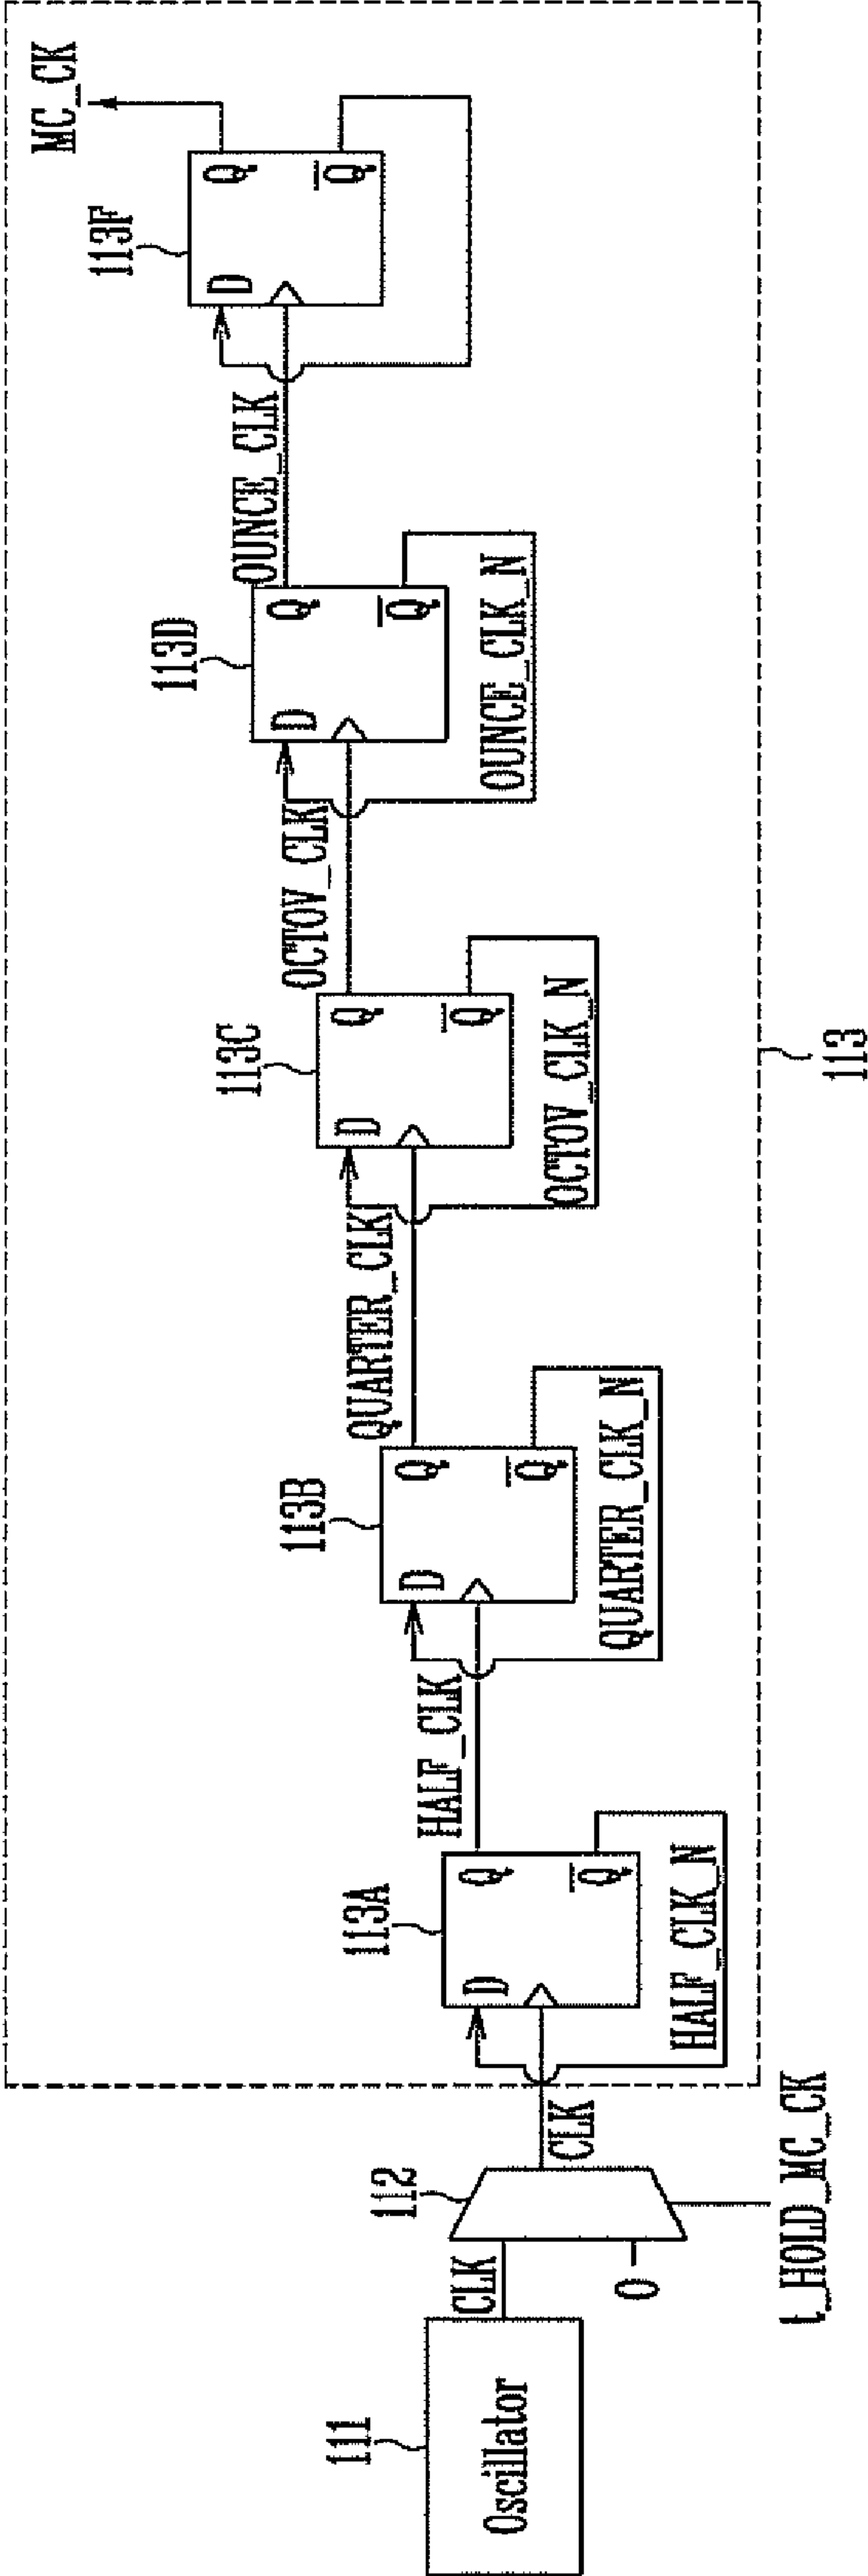 111
Oscillator
CLK
112
0
t_HOLD_MC_CK
CLK
113A
D
Q
Q
HALF_CLK_N
HALF_CLK
113B
D
Q
Q
QUARTER_CLK_N
QUARTER_CLK
113C
D
Q
Q
OCTOV_CLK_N
OCTOV_CLK
113D
D
Q
Q
OUNCE_CLK_N
OUNCE_CLK
113F
D
Q
Q
MC_CK
113